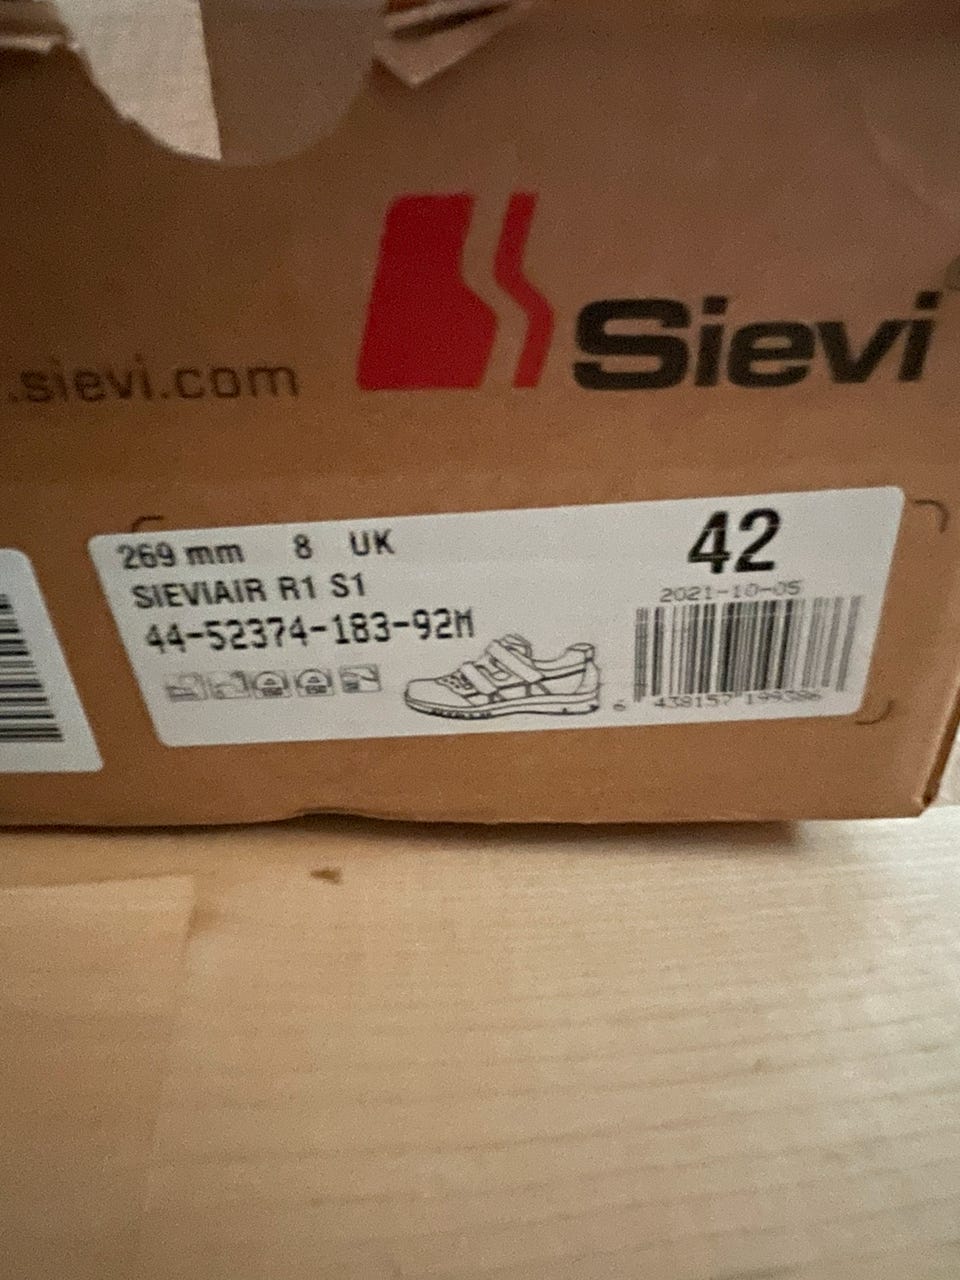 .sievi.com
Sievi
269 mm 8 UK
42
SIEVIAIR R1 S1
2021-10-05
44-52374-183-92M
6 438157 199386